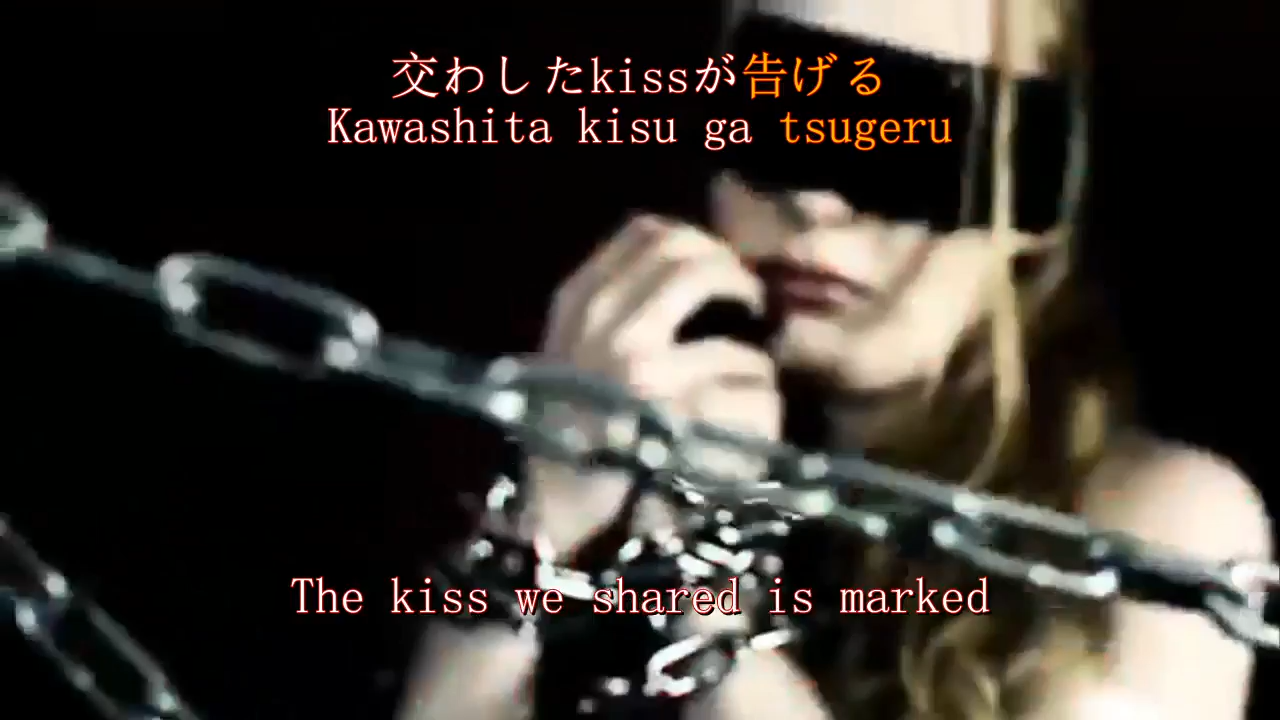 交わしたkissが告げる
Kawashita kisu ga tsugeru
The kiss we shared is marked